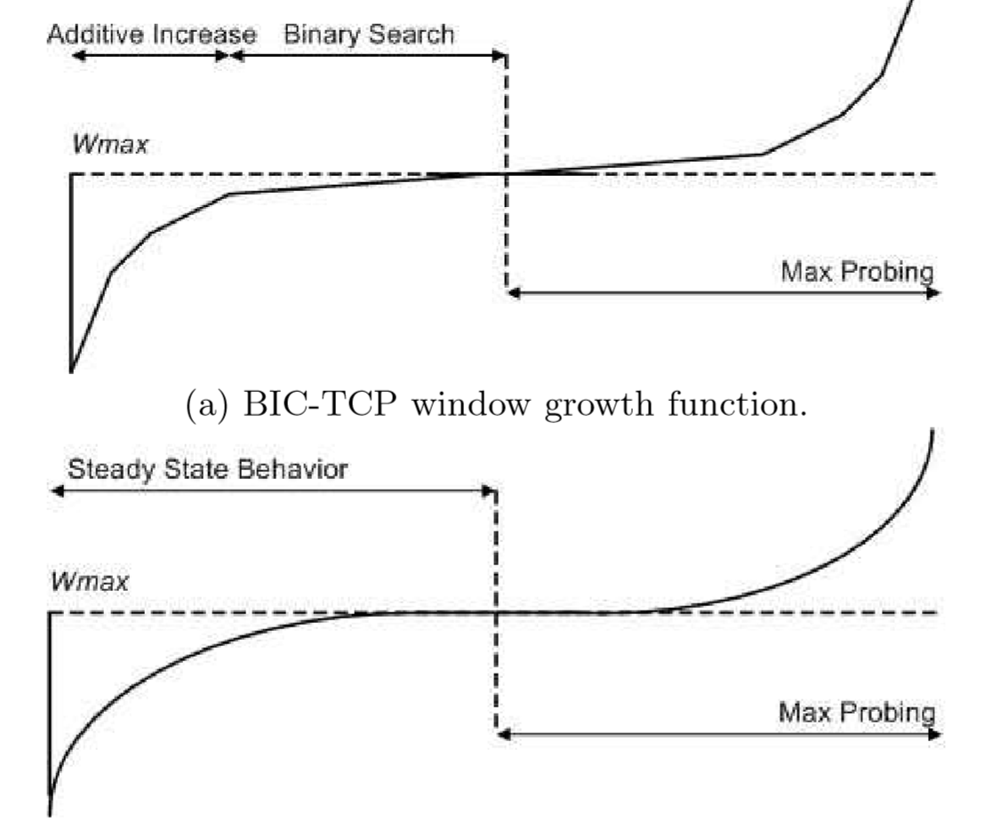 Additive Increase Binary Search
Wmax
Max Probing
(a) BIC-TCP window growth function.
Steady State Behavior
Wmax
Max Probing